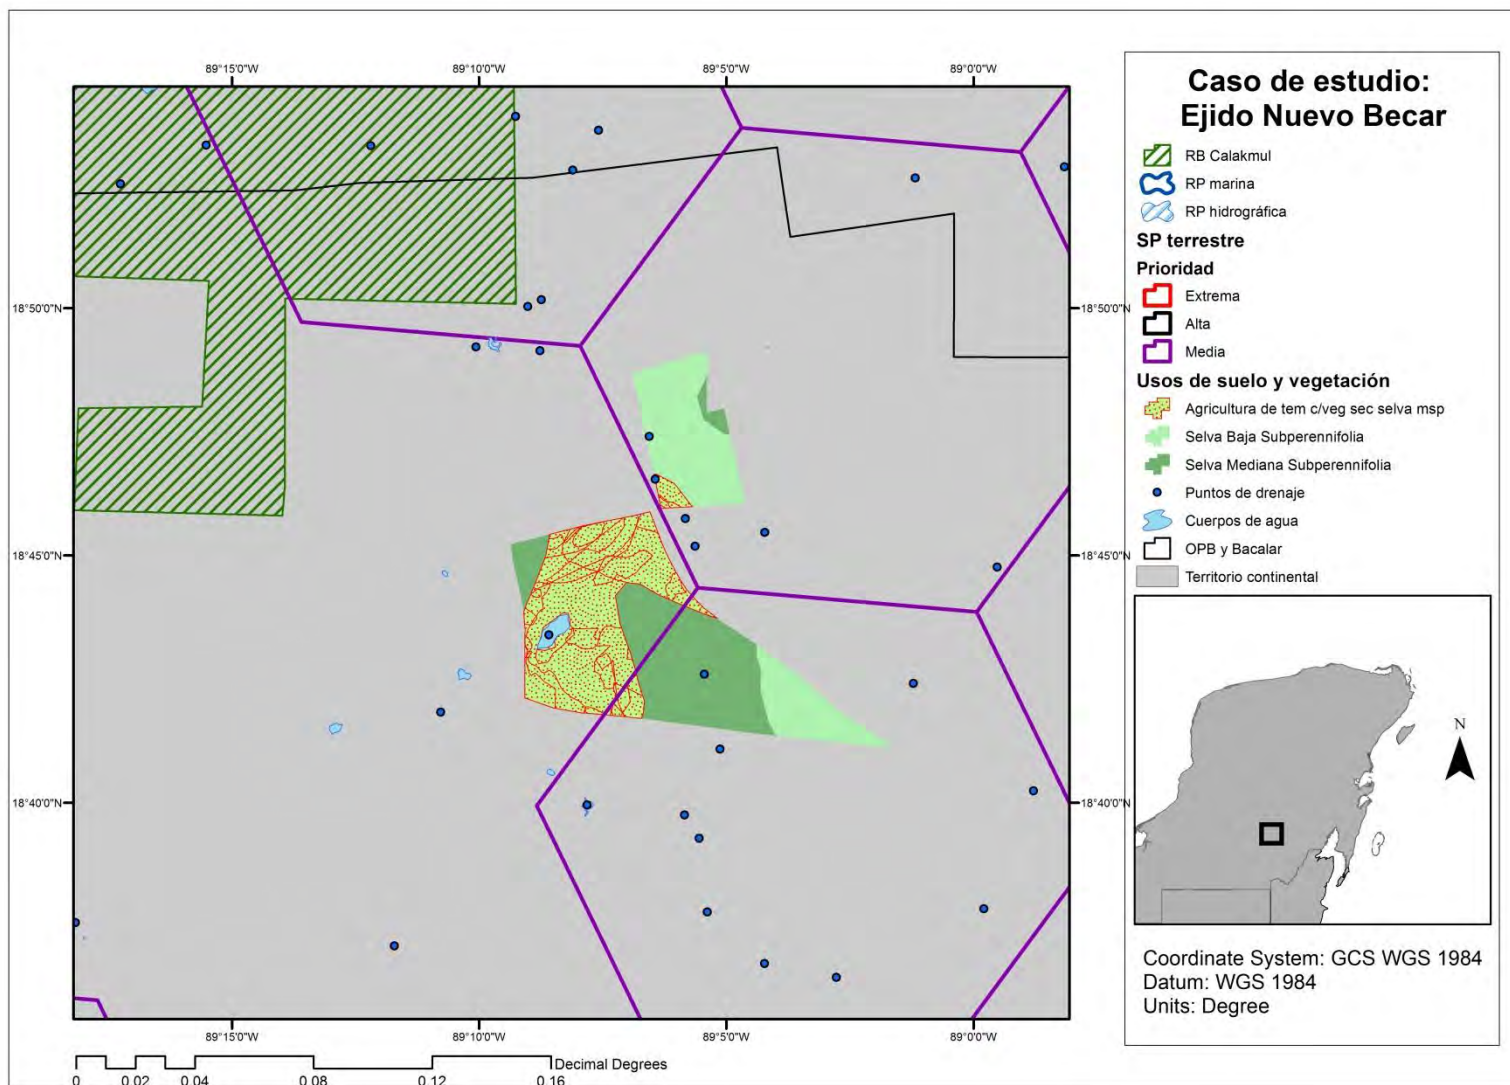 89°15'0"W 89°10'0"W 89°5'0"W 89°0'0"W
18°50'0"N 18°50'0"N
18°45'0"N 18°45'0"N
18°40'0"N 18°40'0"N
89°15'0"W 89°10'0"W 89°5'0"W 89°0'0"W
Decimal Degrees
0 0.02 0.04 0.08 0.12 0.16
Caso de estudio:
Ejido Nuevo Becar
RB Calakmul
RP marina
RP hidrográfica
SP terrestre
Prioridad
Extrema
Alta
Media
Usos de suelo y vegetación
Agricultura de tem c/veg sec selva msp
Selva Baja Subperennifolia
Selva Mediana Subperennifolia
Puntos de drenaje
Cuerpos de agua
OPB y Bacalar
Territorio continental
N
Coordinate System: GCS WGS 1984
Datum: WGS 1984
Units: Degree